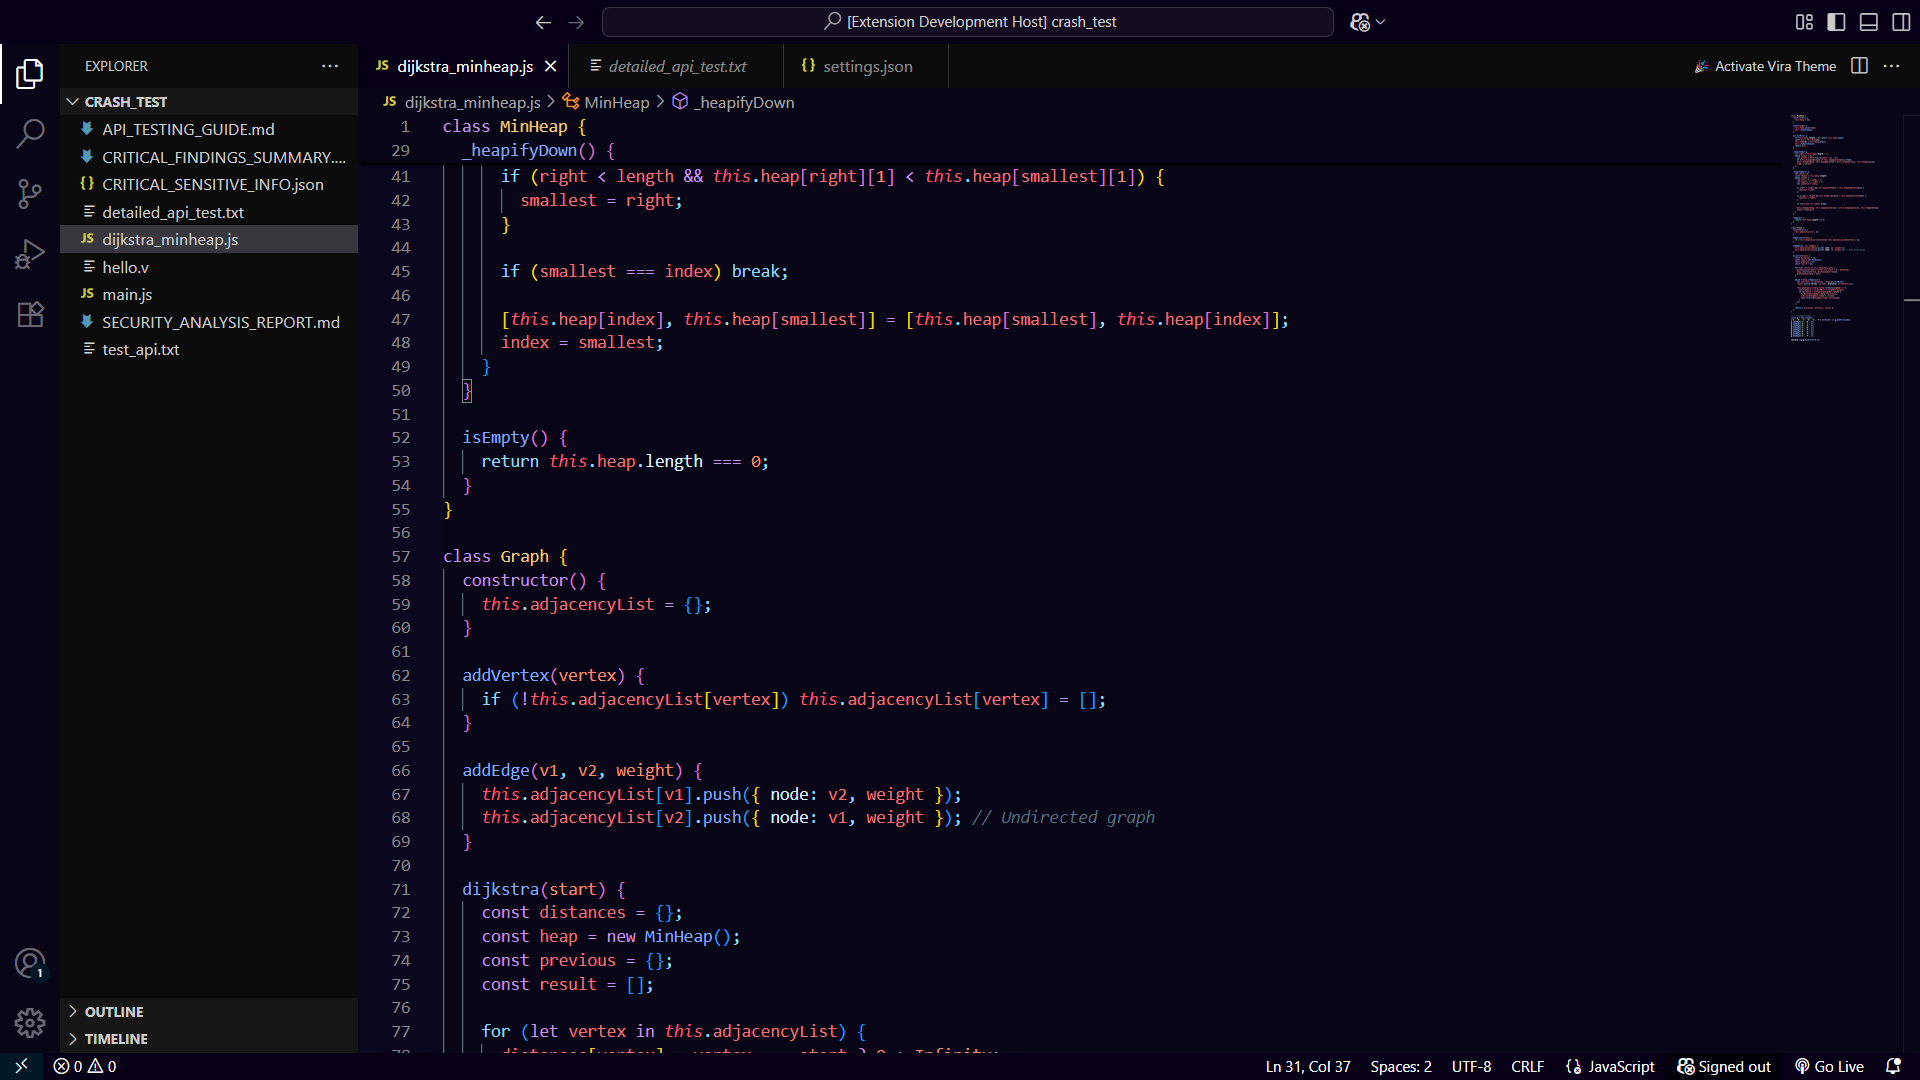 [Extension Development Host] crash_test
EXPLORER
CRASH_TEST
API_TESTING_GUIDE.md
CRITICAL_FINDINGS_SUMMARY....
CRITICAL_SENSITIVE_INFO.json
detailed_api_test.txt
JS dijkstra_minheap.js
hello.v
JS main.js
SECURITY_ANALYSIS_REPORT.md
test_api.txt
OUTLINE
TIMELINE
1
JS dijkstra_minheap.js
detailed_api_test.txt
{} settings.json
Activate Vira Theme
JS dijkstra_minheap.js > MinHeap > _heapifyDown
1 class MinHeap {
29 _heapifyDown() {
41 if (right < length && this.heap[right][1] < this.heap[smallest][1]) {
42 smallest = right;
43 }
44
45 if (smallest === index) break;
46
47 [this.heap[index], this.heap[smallest]] = [this.heap[smallest], this.heap[index]];
48 index = smallest;
49 }
50 }
51
52 isEmpty() {
53 return this.heap.length === 0;
54 }
55 }
56
57 class Graph {
58 constructor() {
59 this.adjacencyList = {};
60 }
61
62 addVertex(vertex) {
63 if (!this.adjacencyList[vertex]) this.adjacencyList[vertex] = [];
64 }
65
66 addEdge(v1, v2, weight) {
67 this.adjacencyList[v1].push({ node: v2, weight });
68 this.adjacencyList[v2].push({ node: v1, weight }); // Undirected graph
69 }
70
71 dijkstra(start) {
72 const distances = {};
73 const heap = new MinHeap();
74 const previous = {};
75 const result = [];
76
77 for (let vertex in this.adjacencyList) {
0 0
Ln 31, Col 37
Spaces: 2
UTF-8
CRLF
{} JavaScript
Signed out
Go Live